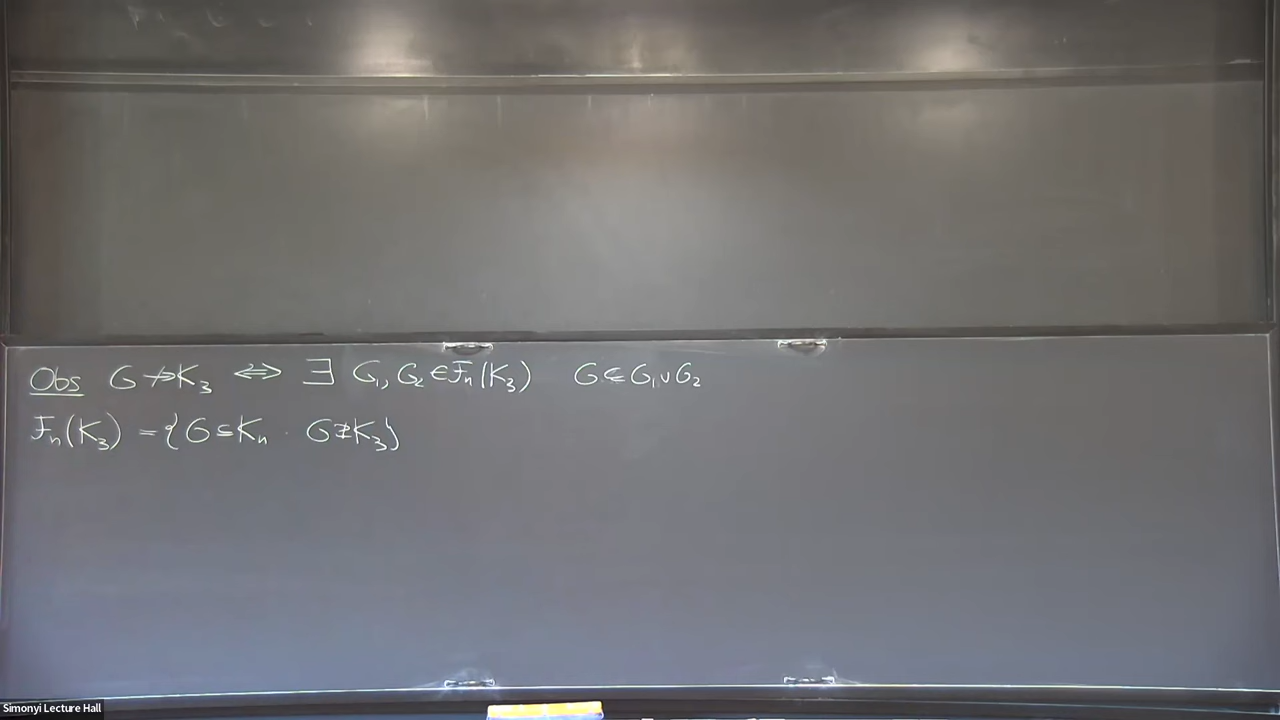 Obs G ↛ K₃ ⇔ ∃ G₁, G₂ ∈ 𝓕ₙ(K₃) G ⊆ G₁ ∪ G₂
𝓕ₙ(K₃) = { G ⊆ Kₙ : G ⊉ K₃ }
Simonyi Lecture Hall